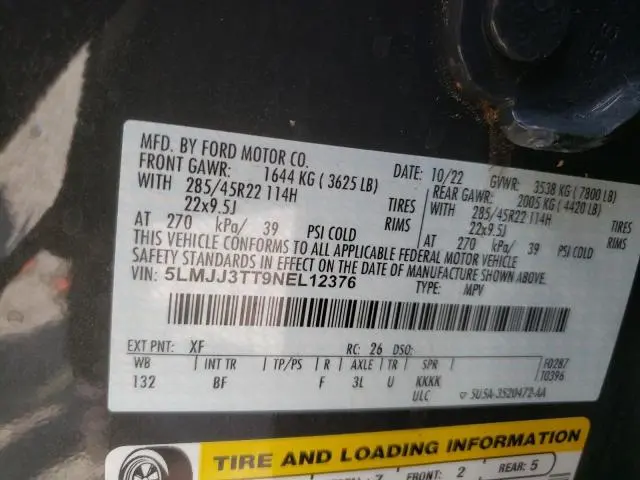 MFD. BY FORD MOTOR CO.
DATE: 10/22 GVWR: 3538 KG ( 7800 LB)
FRONT GAWR: 1644 KG ( 3625 LB) REAR GAWR: 2005 KG ( 4420 LB)
WITH 285/45R22 114H TIRES WITH 285/45R22 114H TIRES
22x9.5J RIMS 22x9.5J RIMS
AT 270 kPa/ 39 PSI COLD AT 270 kPa/ 39 PSI COLD
THIS VEHICLE CONFORMS TO ALL APPLICABLE FEDERAL MOTOR VEHICLE
SAFETY STANDARDS IN EFFECT ON THE DATE OF MANUFACTURE SHOWN ABOVE.
VIN: 5LMJJ3TT9NEL12376 TYPE: MPV
EXT PNT: XF RC: 26 DSO:
WB INT TR TP/PS R AXLE TR SPR F0287
132 BF F 3L U KKKK T0396
ULC 5U5A-3520472-AA
TIRE AND LOADING INFORMATION
7 FRONT: 2 REAR: 5